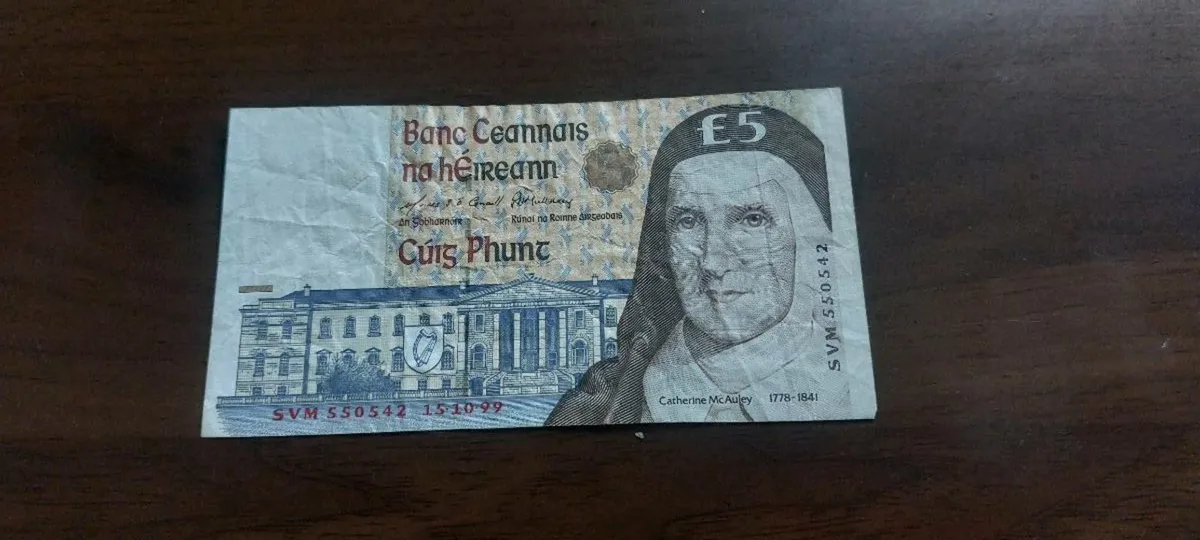 £5
Banc Ceannais
na hÉireann
An Gobharnóir
Rúnaí na Roinne Airgeadais
Cúig Phunt
SVM 550542
SVM 550542 15·10·99
Catherine McAuley 1778-1841